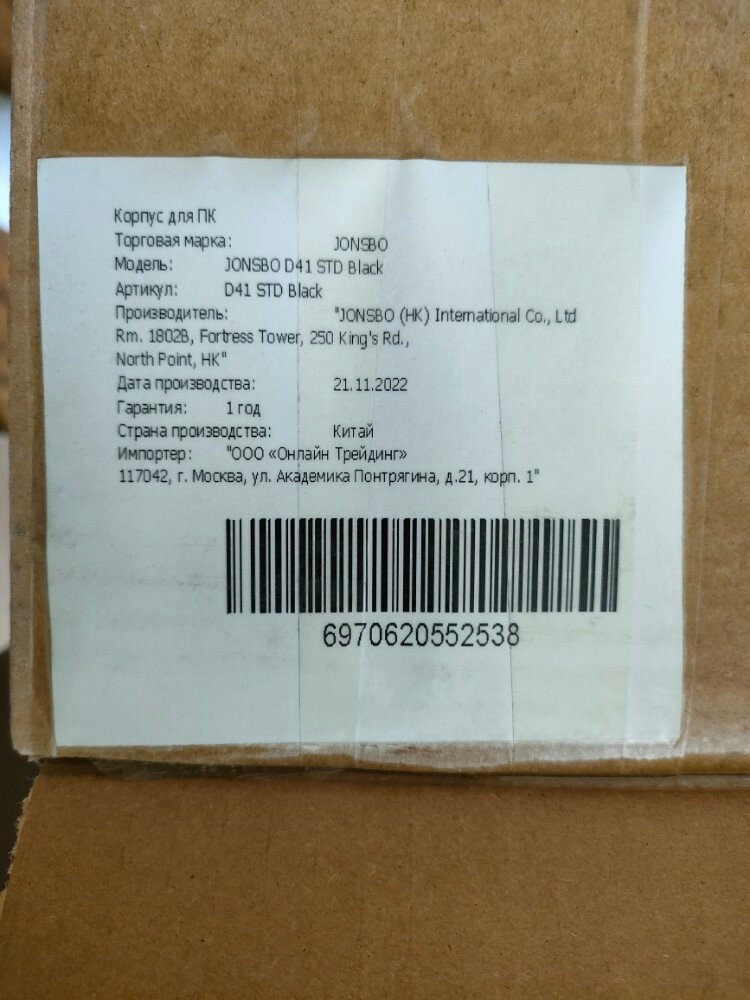 Корпус для ПК
Торговая марка: JONSBO
Модель: JONSBO D41 STD Black
Артикул: D41 STD Black
Производитель: "JONSBO (HK) International Co., Ltd
Rm. 1802B, Fortress Tower, 250 King's Rd.,
North Point, HK"
Дата производства: 21.11.2022
Гарантия: 1 год
Страна производства: Китай
Импортер: "ООО «Онлайн Трейдинг»
117042, г. Москва, ул. Академика Понтрягина, д.21, корп. 1"
6970620552538